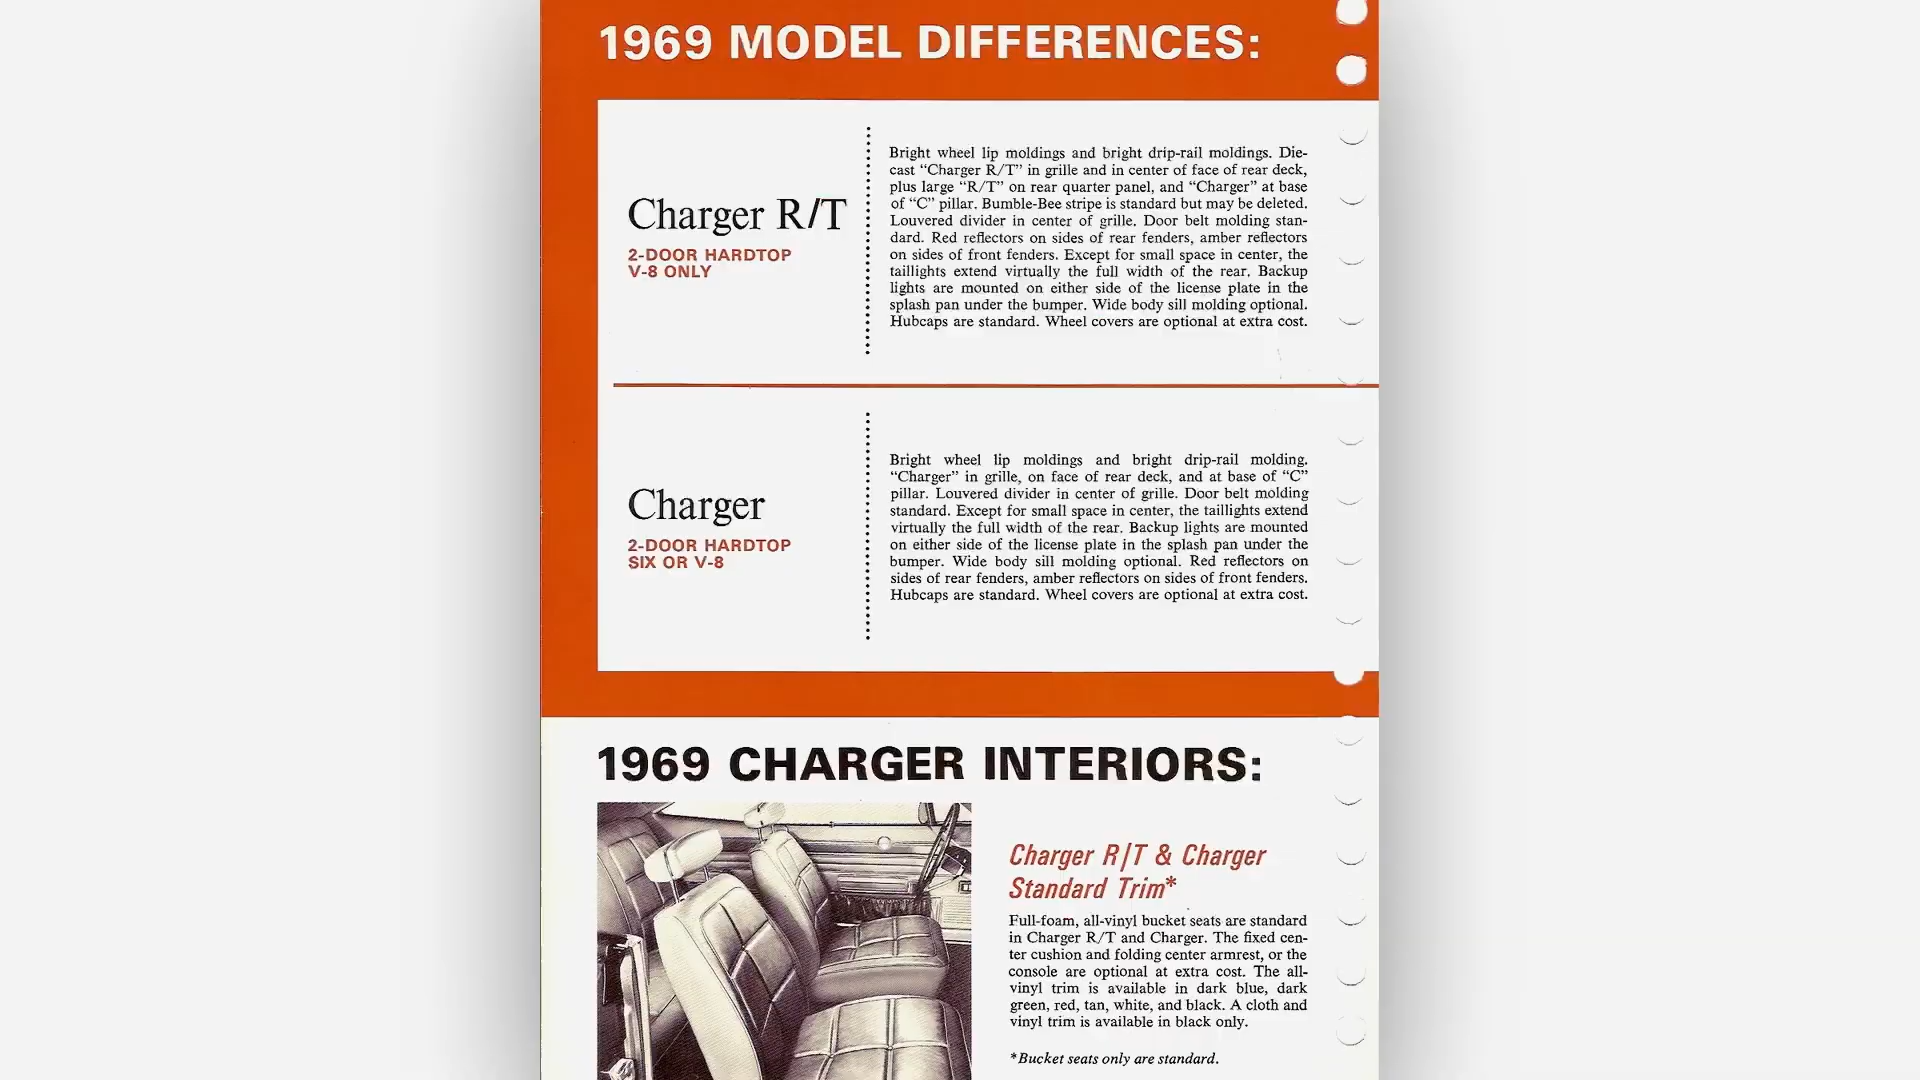 1969 MODEL DIFFERENCES:
Charger R/T
2-DOOR HARDTOP
V-8 ONLY
Bright wheel lip moldings and bright drip-rail moldings. Die-
cast “Charger R/T” in grille and in center of face of rear deck,
plus large “R/T” on rear quarter panel, and “Charger” at base
of “C” pillar. Bumble-Bee stripe is standard but may be deleted.
Louvered divider in center of grille. Door belt molding stan-
dard. Red reflectors on sides of rear fenders, amber reflectors
on sides of front fenders. Except for small space in center, the
taillights extend virtually the full width of the rear. Backup
lights are mounted on either side of the license plate in the
splash pan under the bumper. Wide body sill molding optional.
Hubcaps are standard. Wheel covers are optional at extra cost.
Charger
2-DOOR HARDTOP
SIX OR V-8
Bright wheel lip moldings and bright drip-rail molding.
“Charger” in grille, on face of rear deck, and at base of “C”
pillar. Louvered divider in center of grille. Door belt molding
standard. Except for small space in center, the taillights extend
virtually the full width of the rear. Backup lights are mounted
on either side of the license plate in the splash pan under the
bumper. Wide body sill molding optional. Red reflectors on
sides of rear fenders, amber reflectors on sides of front fenders.
Hubcaps are standard. Wheel covers are optional at extra cost.
1969 CHARGER INTERIORS:
Charger R/T & Charger
Standard Trim*
Full-foam, all-vinyl bucket seats are standard
in Charger R/T and Charger. The fixed cen-
ter cushion and folding center armrest, or the
console are optional at extra cost. The all-
vinyl trim is available in dark blue, dark
green, red, tan, white, and black. A cloth and
vinyl trim is available in black only.
*Bucket seats only are standard.